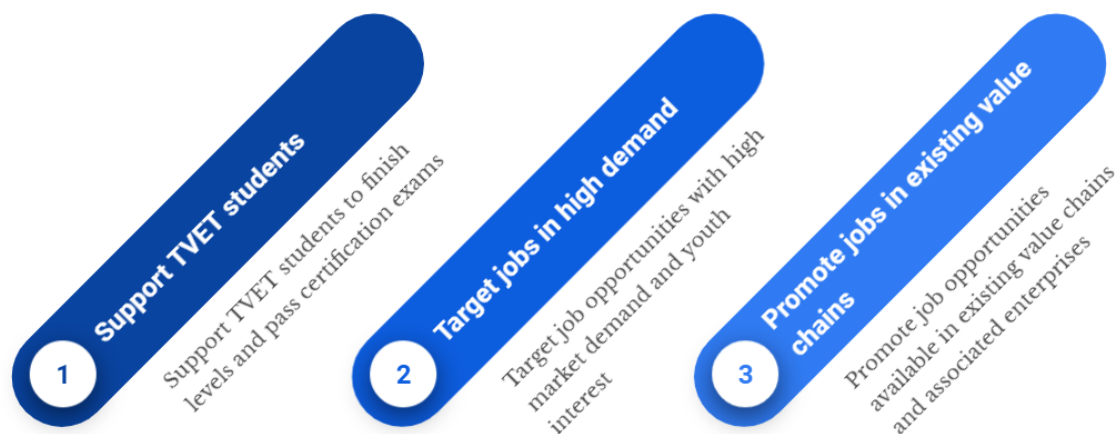 1
Support TVET students
Support TVET students to finish
levels and pass certification exams
2
Target jobs in high demand
Target job opportunities with high
market demand and youth
interest
3
Promote jobs in existing value
chains
Promote job opportunities
available in existing value chains
and associated enterprises